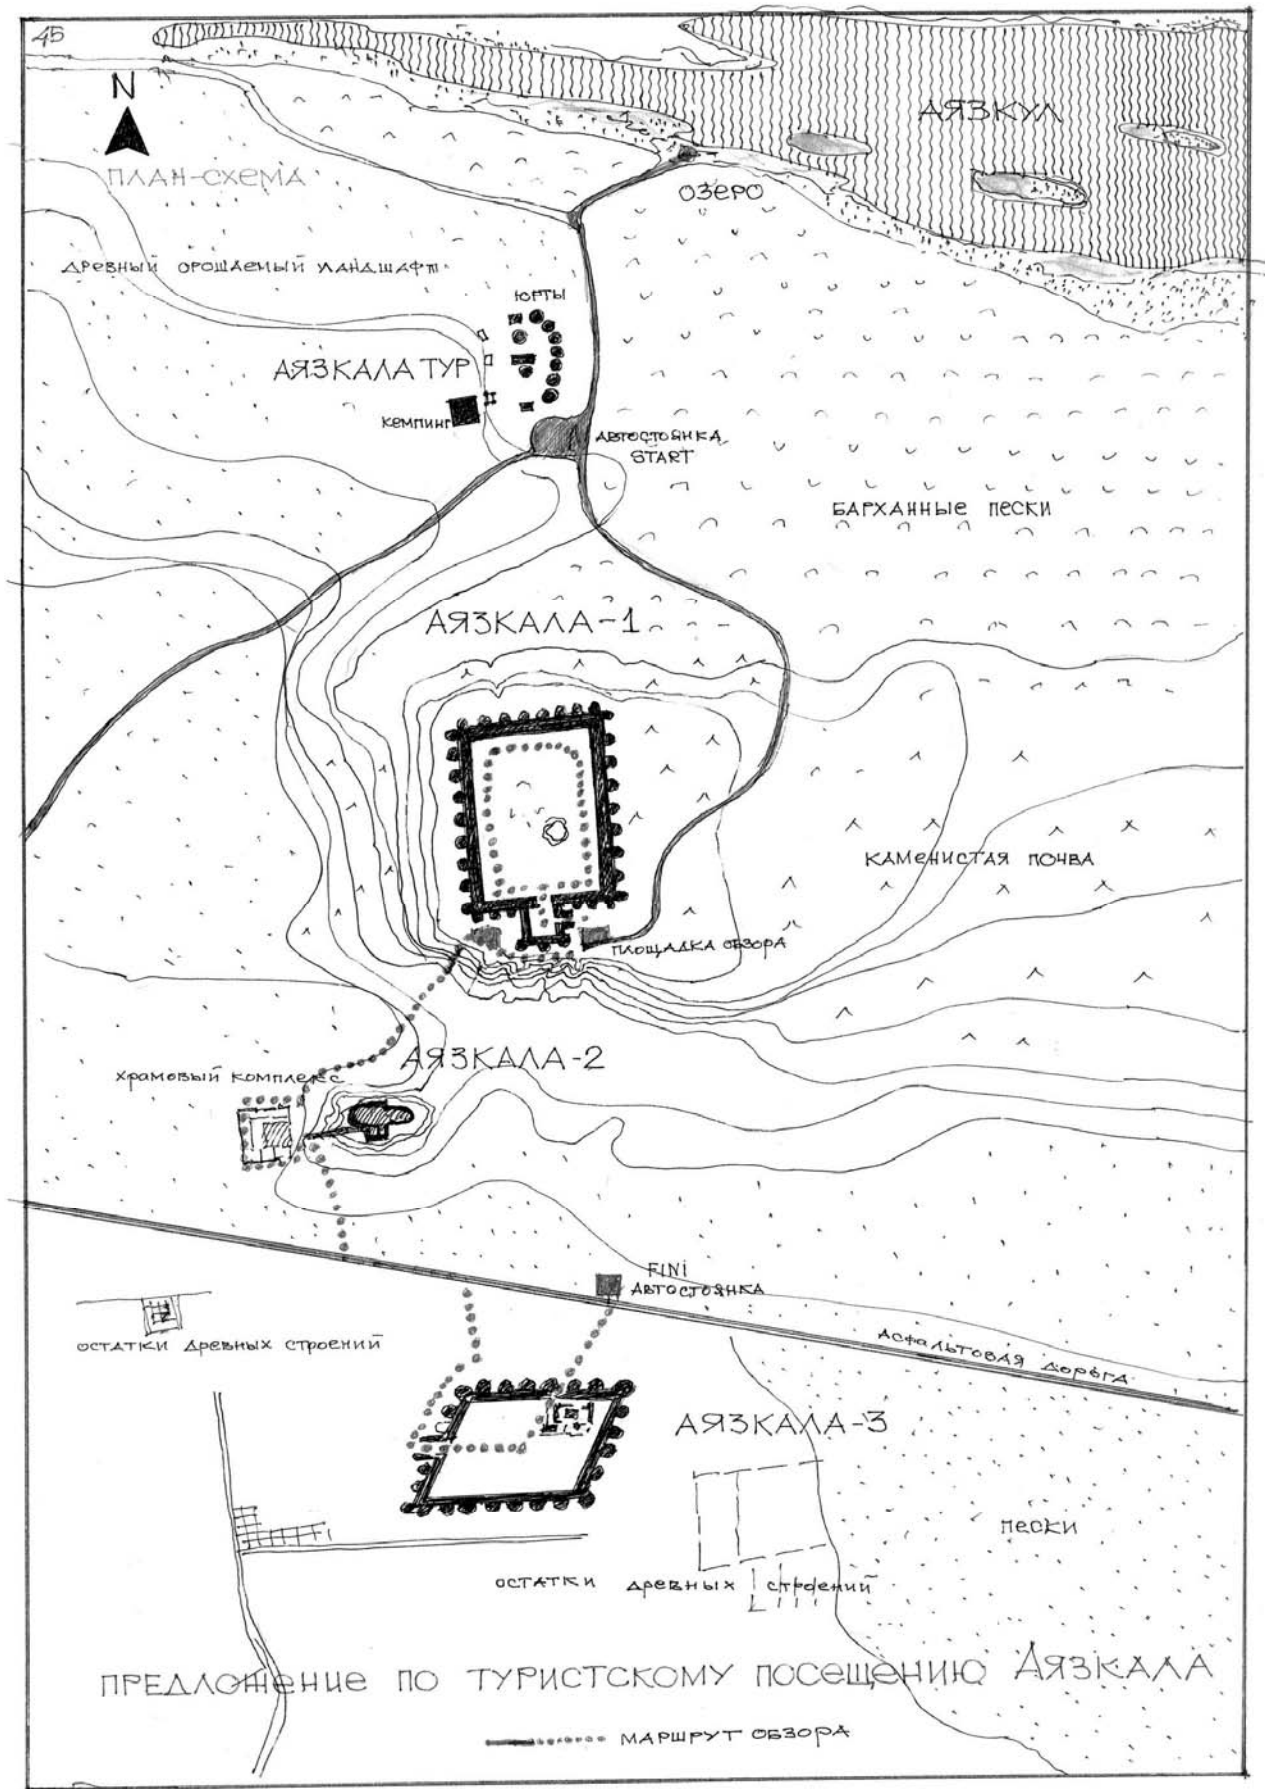 45
N
ПЛАН-СХЕМА
АЯЗКУЛ
ОЗЕРО
ДРЕВНЫЙ ОРОШАЕМЫЙ ЛАНДШАФТ
ЮРТЫ
АЯЗКАЛА ТУР
КЕМПИНГ
АВТОСТОЯНКА
START
БАРХАННЫЕ ПЕСКИ
АЯЗКАЛА-1
КАМЕНИСТАЯ ПОЧВА
ПЛОЩАДКА ОБЗОРА
АЯЗКАЛА-2
ХРАМОВЫЙ КОМПЛЕКС
FINI
АВТОСТОЯНКА
ОСТАТКИ ДРЕВНЫХ СТРОЕНИЙ
АСФАЛЬТОВАЯ ДОРОГА
АЯЗКАЛА-3
ПЕСКИ
ОСТАТКИ ДРЕВНЫХ СТРОЕНИЙ
ПРЕДЛОЖЕНИЕ ПО ТУРИСТСКОМУ ПОСЕЩЕНИЮ АЯЗКАЛА
МАРШРУТ ОБЗОРА